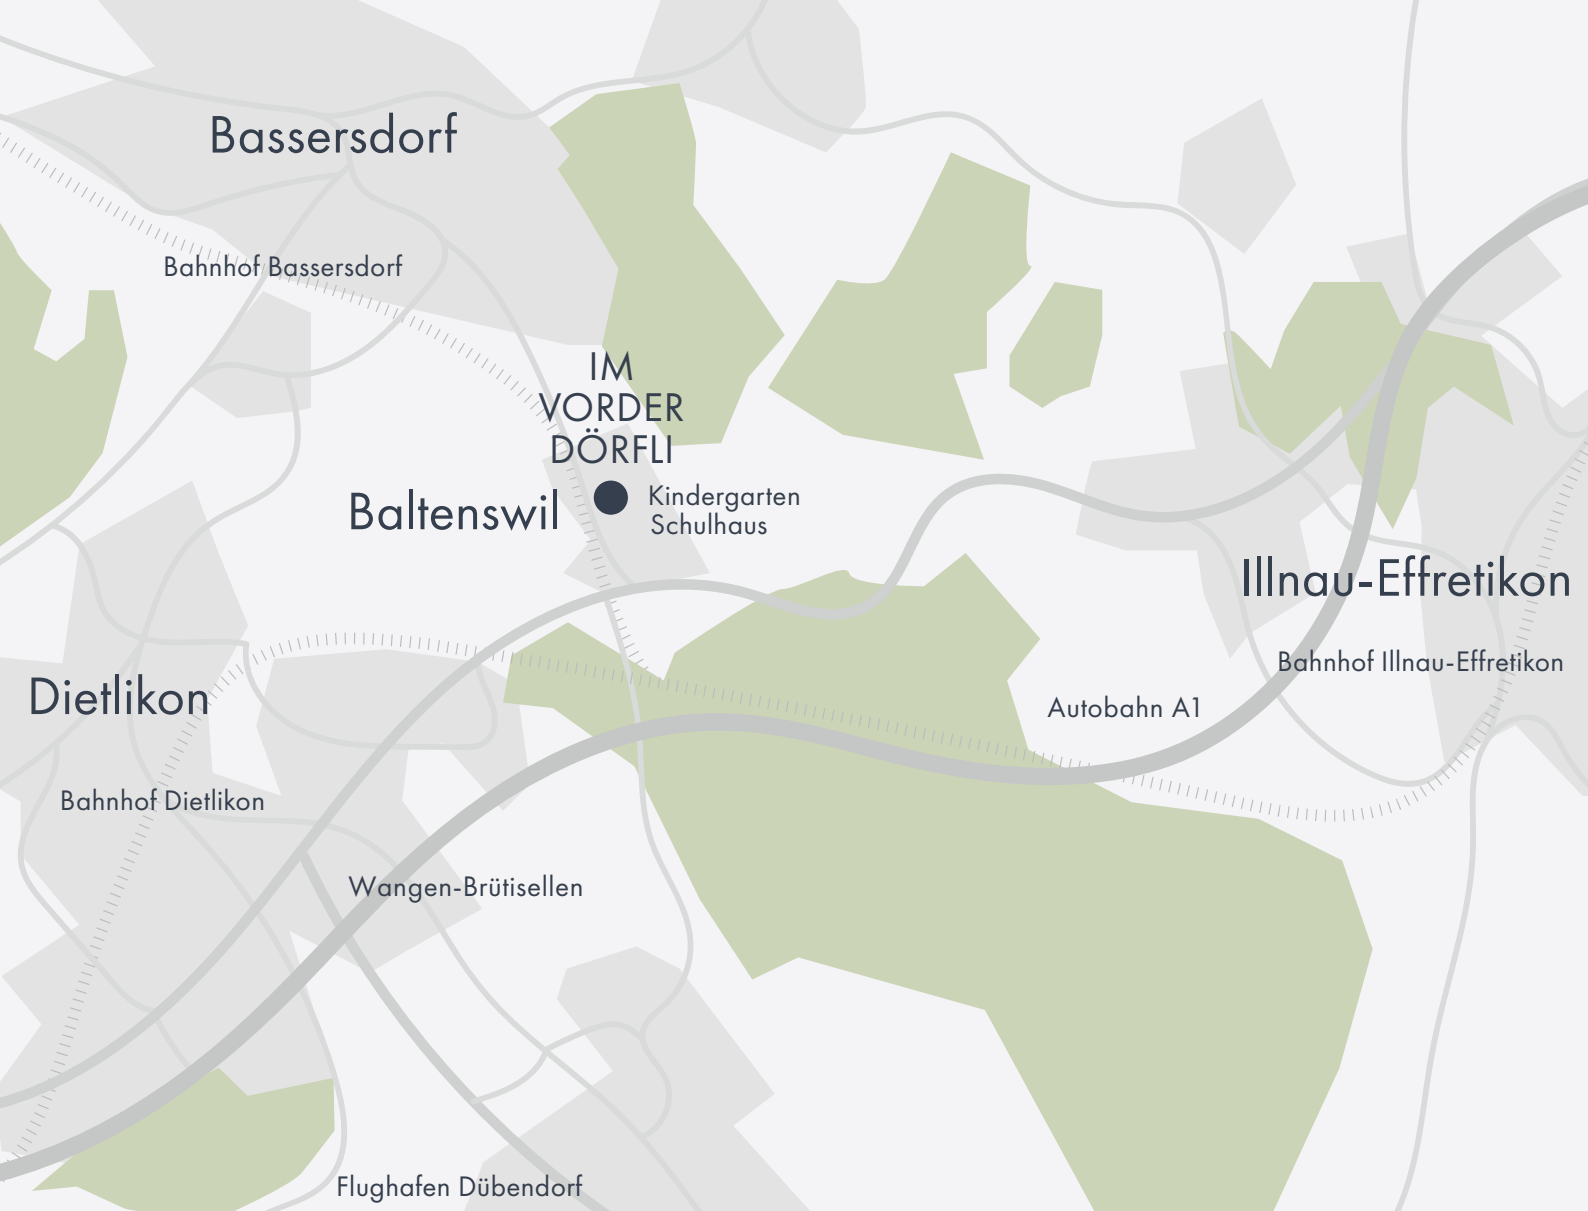 Bassersdorf
Bahnhof Bassersdorf
IM
VORDER
DÖRFLI
Baltenswil
Kindergarten
Schulhaus
Illnau-Effretikon
Bahnhof Illnau-Effretikon
Dietlikon
Autobahn A1
Bahnhof Dietlikon
Wangen-Brütisellen
Flughafen Dübendorf